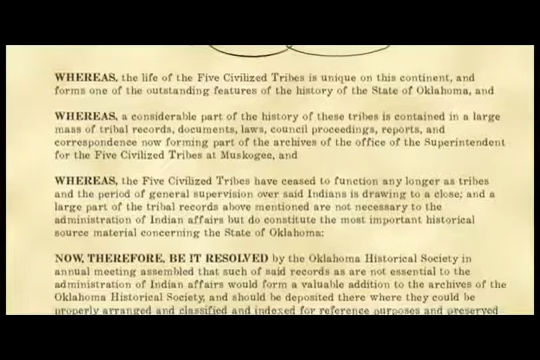 WHEREAS, the life of the Five Civilized Tribes is unique on this continent, and
forms one of the outstanding features of the history of the State of Oklahoma, and
WHEREAS, a considerable part of the history of these tribes is contained in a large
mass of tribal records, documents, laws, council proceedings, reports, and
correspondence now forming part of the archives of the office of the Superintendent
for the Five Civilized Tribes at Muskogee, and
WHEREAS, the Five Civilized Tribes have ceased to function any longer as tribes
and the period of general supervision over said Indians is drawing to a close; and a
large part of the tribal records above mentioned are not necessary to the
administration of Indian affairs but do constitute the most important historical
source material concerning the State of Oklahoma:
NOW, THEREFORE, BE IT RESOLVED by the Oklahoma Historical Society in
annual meeting assembled that such of said records as are not essential to the
administration of Indian affairs would form a valuable addition to the archives of the
Oklahoma Historical Society, and should be deposited there where they could be
properly arranged and classified and indexed for reference purposes and preserved